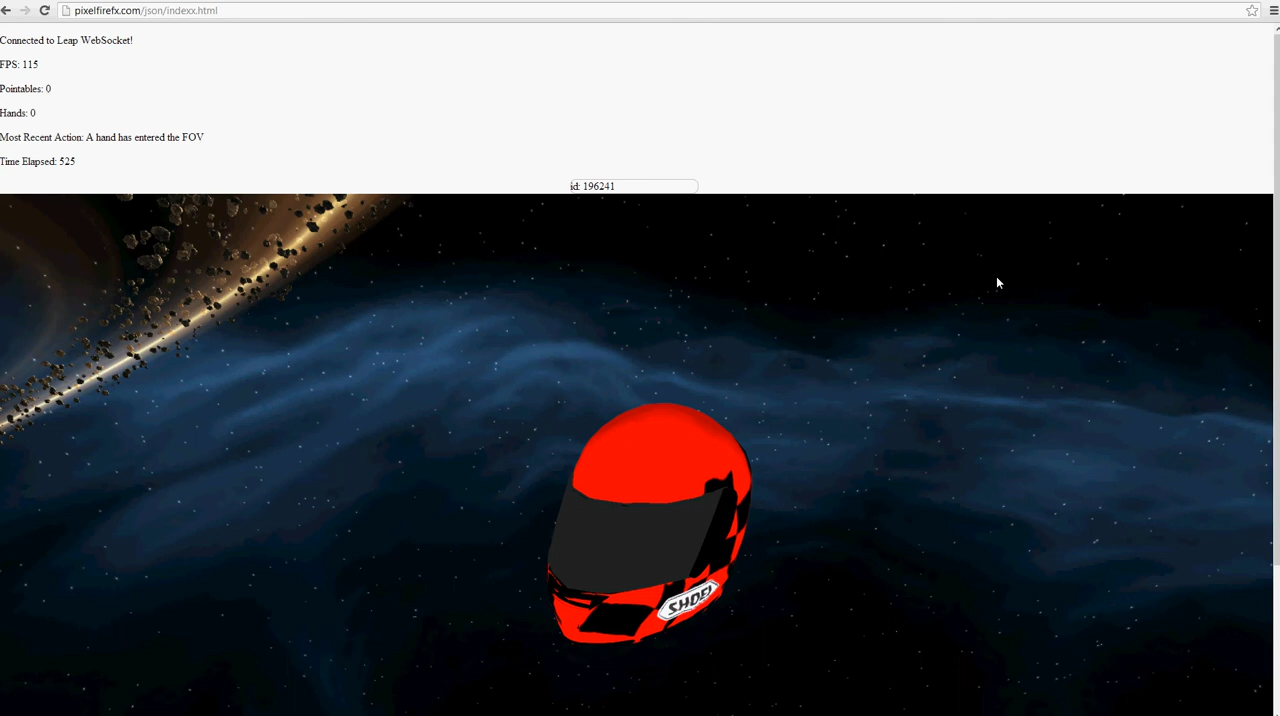 pixelfirefx.com/json/indexx.html
Connected to Leap WebSocket!
FPS: 115
Pointables: 0
Hands: 0
Most Recent Action: A hand has entered the FOV
Time Elapsed: 525
id: 196241
SHOEI